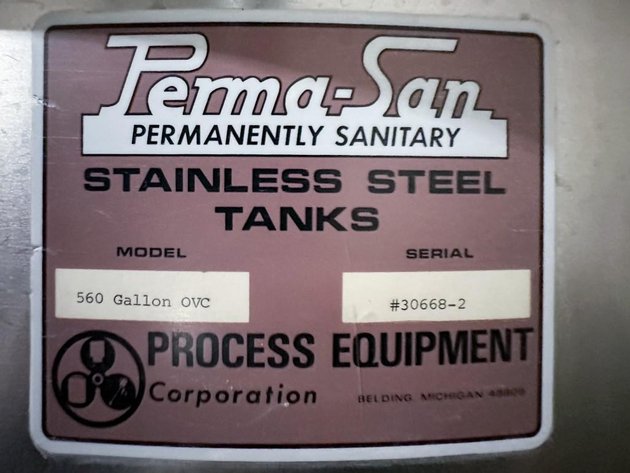 Perma-San
PERMANENTLY SANITARY
STAINLESS STEEL
TANKS
MODEL SERIAL
560 Gallon OVC #30668-2
PROCESS EQUIPMENT
Corporation BELDING, MICHIGAN 48809